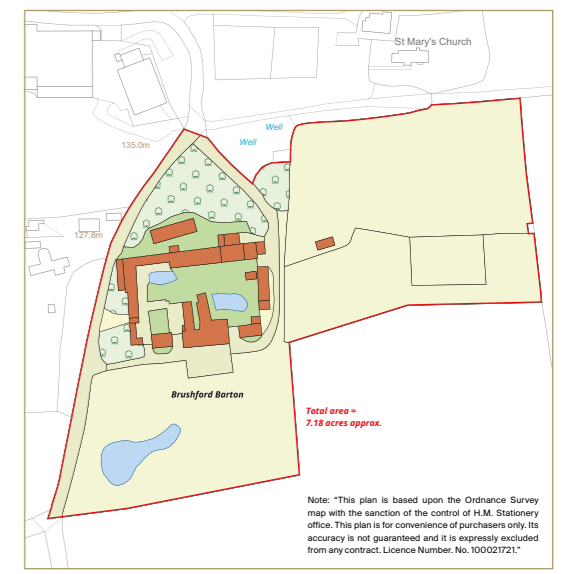 St Mary's Church
Well
Well
135.0m
127.8m
Brushford Barton
Total area =
7.18 acres approx.
Note: "This plan is based upon the Ordnance Survey
map with the sanction of the control of H.M. Stationery
office. This plan is for convenience of purchasers only. Its
accuracy is not guaranteed and it is expressly excluded
from any contract. Licence Number. No. 100021721."